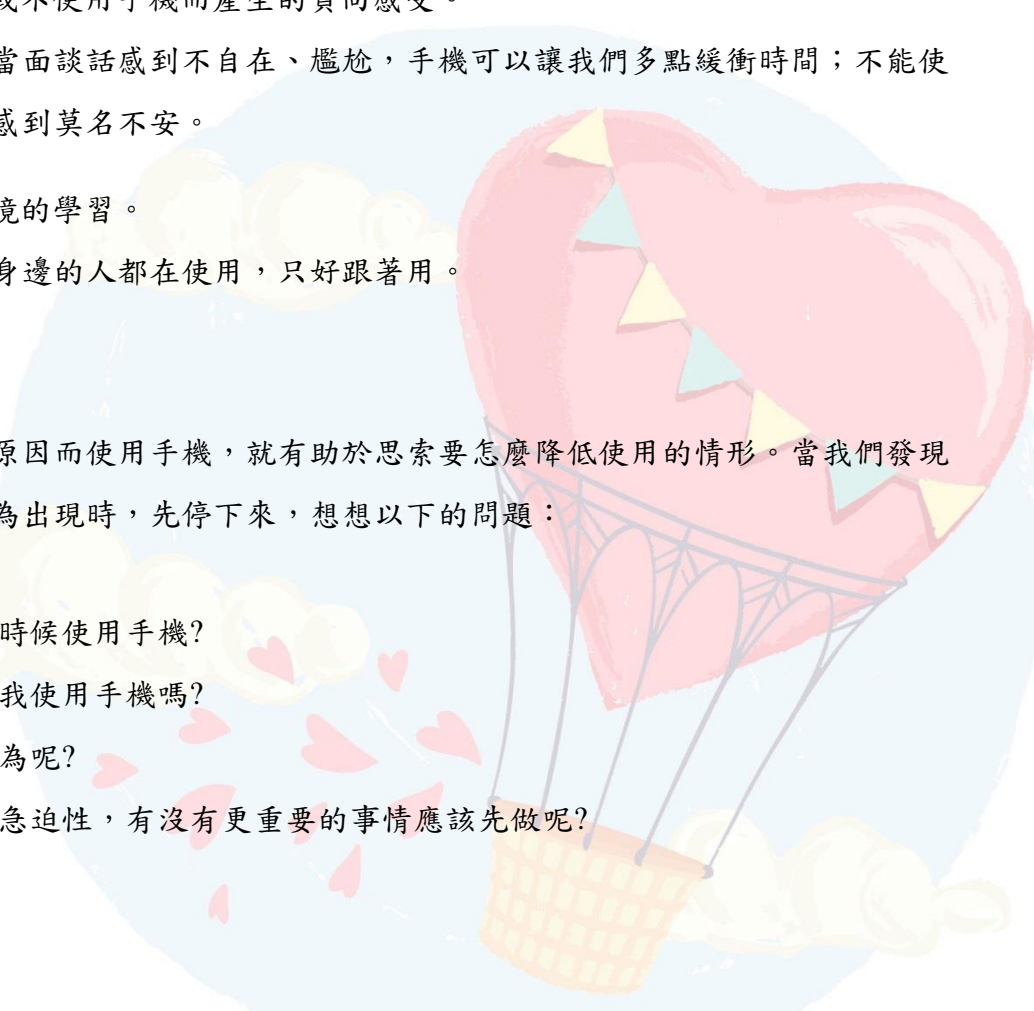 或不使用手機而產生的負向感受。
當面談話感到不自在、尷尬，手機可以讓我們多點緩衝時間；不能使
感到莫名不安。
境的學習。
身邊的人都在使用，只好跟著用。
原因而使用手機，就有助於思索要怎麼降低使用的情形。當我們發現
為出現時，先停下來，想想以下的問題：
時候使用手機?
我使用手機嗎?
為呢?
急迫性，有沒有更重要的事情應該先做呢?